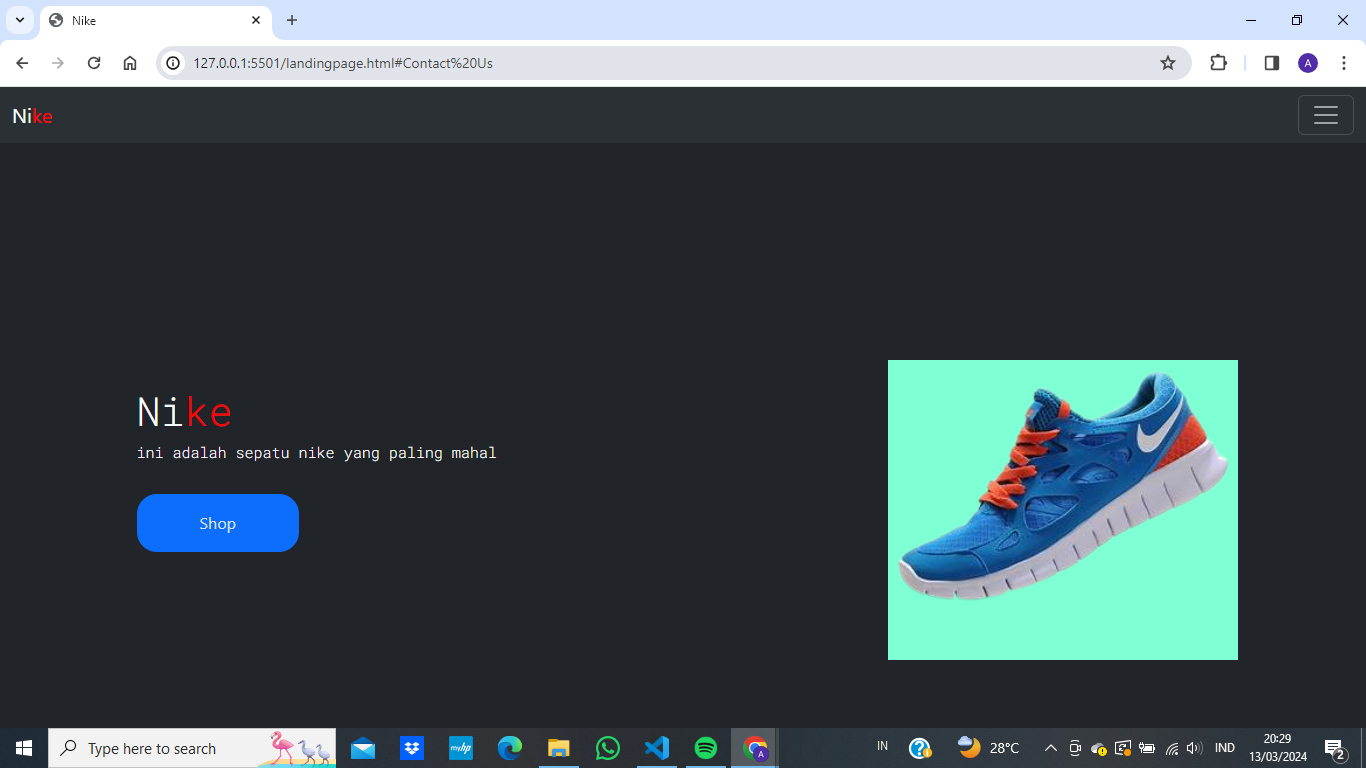 Nike
127.0.0.1:5501/landingpage.html#Contact%20Us
A
Nike
Nike
ini adalah sepatu nike yang paling mahal
Shop
Type here to search
myhp
A
IN
28°C
IND
20:29
13/03/2024
2